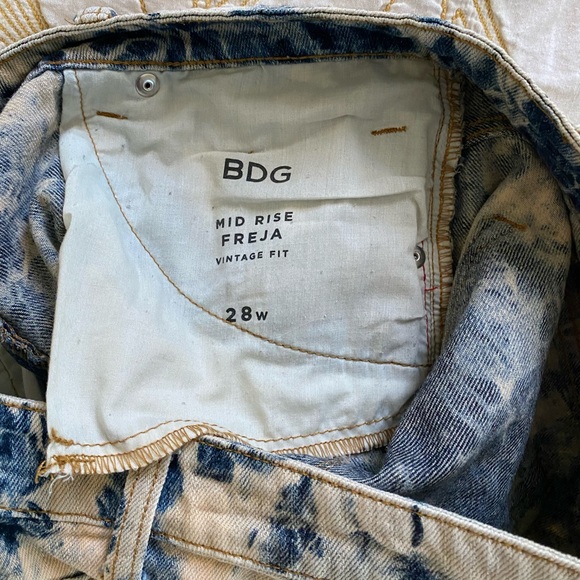 BDG
MID RISE
FREJA
VINTAGE FIT
28W